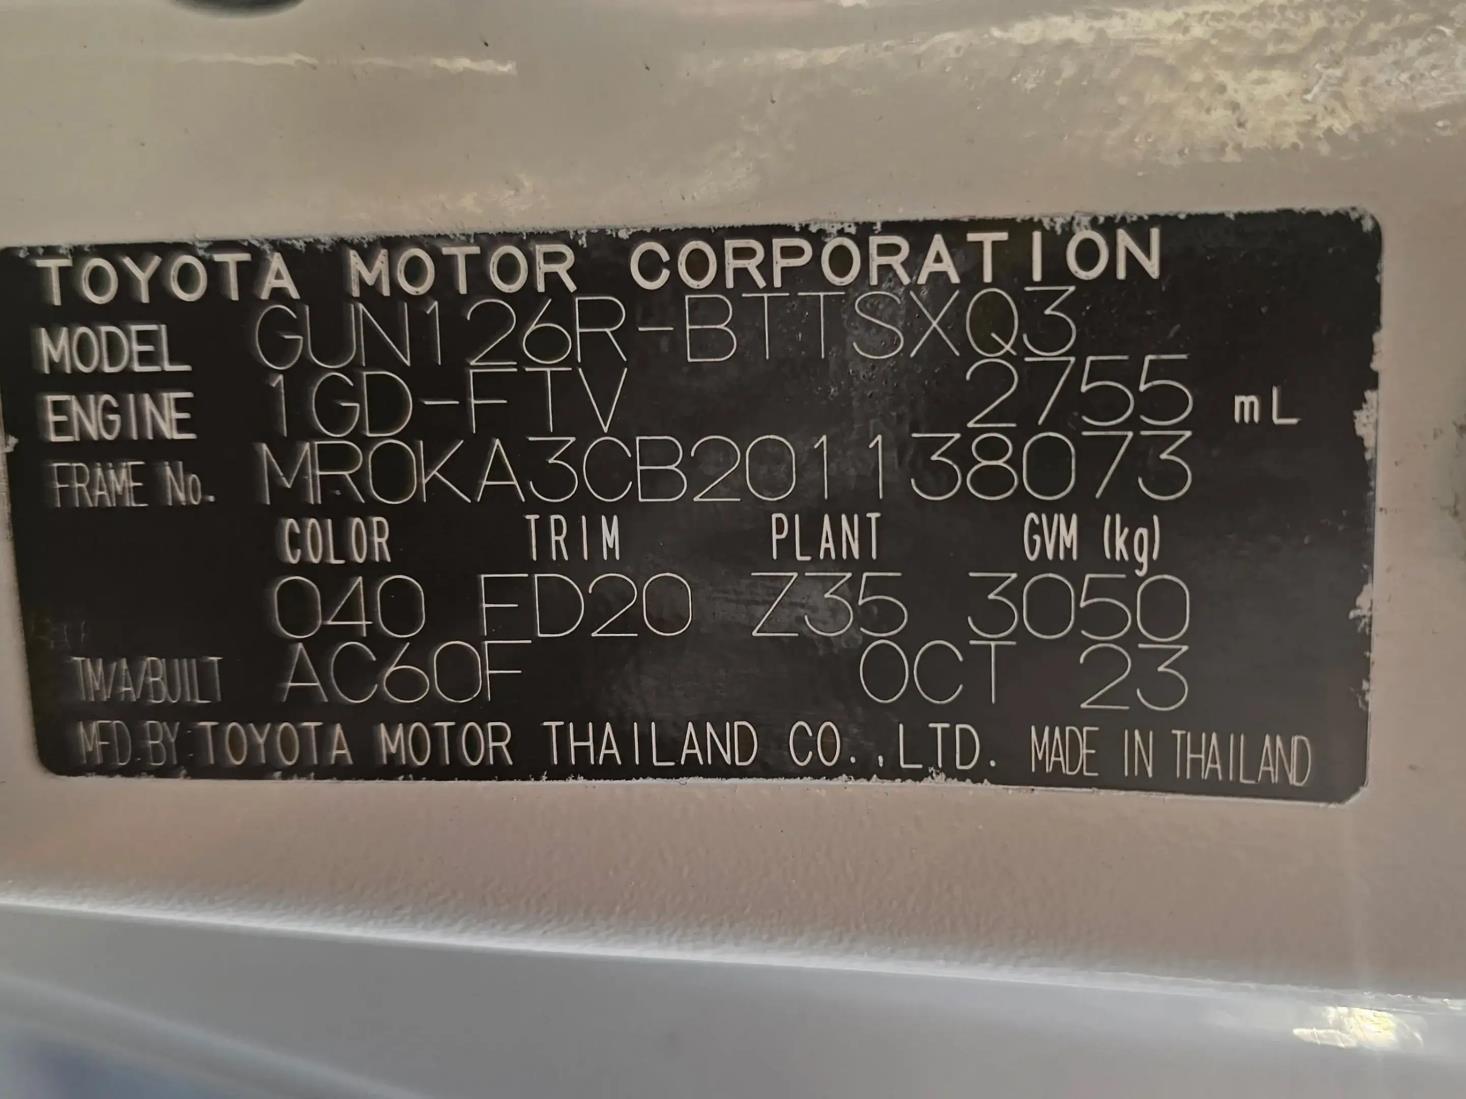 TOYOTA MOTOR CORPORATION
MODEL GUN126R-BTTSXQ3
ENGINE 1GD-FTV 2755 mL
FRAME No. MR0KA3CB201138073
COLOR TRIM PLANT GVM (kg)
040 FD20 Z35 3050
TM/A/BUILT AC60F OCT 23
MFD. BY TOYOTA MOTOR THAILAND CO.,LTD. MADE IN THAILAND